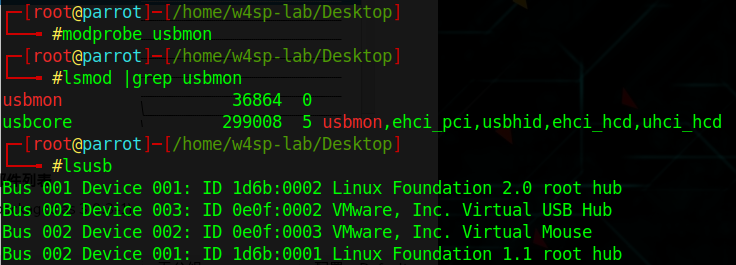 ┌─[root@parrot]─[/home/w4sp-lab/Desktop]
└──╼ #modprobe usbmon
┌─[root@parrot]─[/home/w4sp-lab/Desktop]
└──╼ #lsmod |grep usbmon
usbmon                 36864  0
usbcore               299008  5 usbmon,ehci_pci,usbhid,ehci_hcd,uhci_hcd
┌─[root@parrot]─[/home/w4sp-lab/Desktop]
└──╼ #lsusb
Bus 001 Device 001: ID 1d6b:0002 Linux Foundation 2.0 root hub
Bus 002 Device 003: ID 0e0f:0002 VMware, Inc. Virtual USB Hub
Bus 002 Device 002: ID 0e0f:0003 VMware, Inc. Virtual Mouse
Bus 002 Device 001: ID 1d6b:0001 Linux Foundation 1.1 root hub